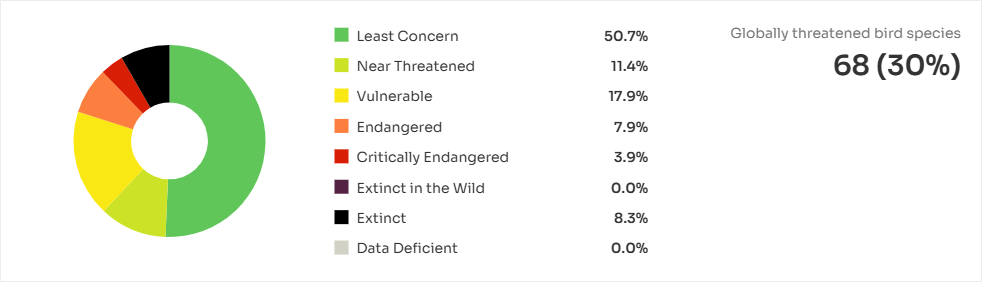 Least Concern 50.7%
Near Threatened 11.4%
Vulnerable 17.9%
Endangered 7.9%
Critically Endangered 3.9%
Extinct in the Wild 0.0%
Extinct 8.3%
Data Deficient 0.0%
Globally threatened bird species
68 (30%)